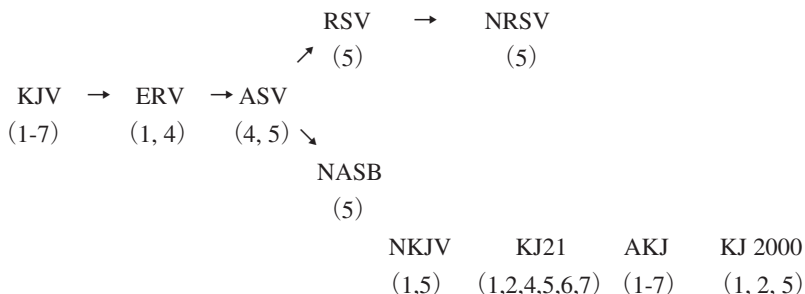 RSV → NRSV
(5) (5)
↗
KJV → ERV → ASV
(1-7) (1, 4) (4, 5) ↘
NASB
(5)
NKJV KJ21 AKJ KJ 2000
(1,5) (1,2,4,5,6,7) (1-7) (1, 2, 5)